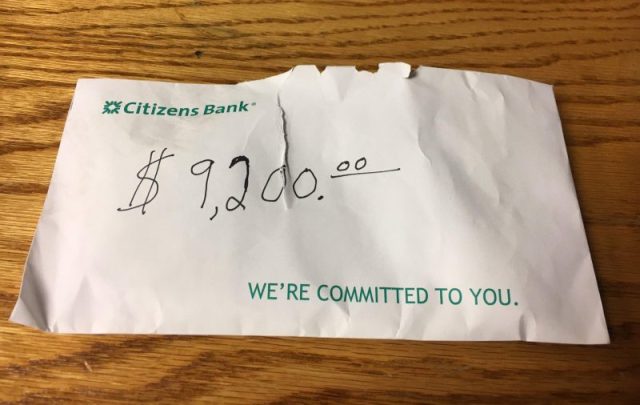 Citizens Bank®
$ 9,200.00
WE'RE COMMITTED TO YOU.